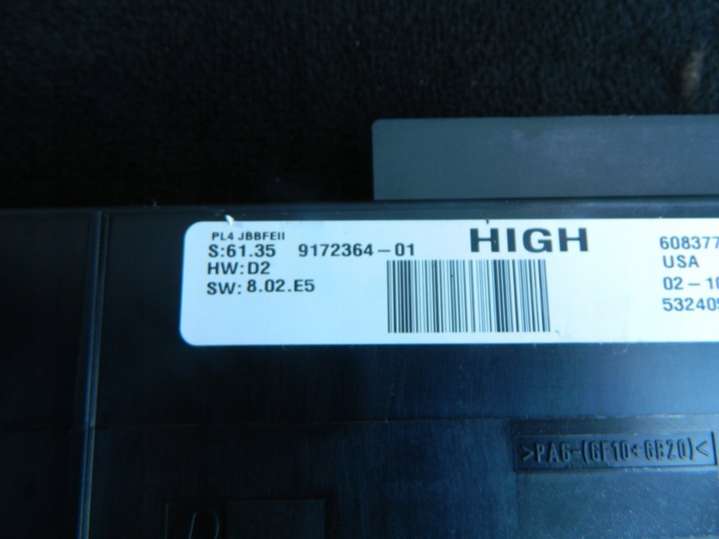 PL4 JBBFEII
S:61.35 9172364-01
HW:D2
SW: 8.02.E5
HIGH
608377
USA
02-10
532409
>PA6-(GF10<GB20)<